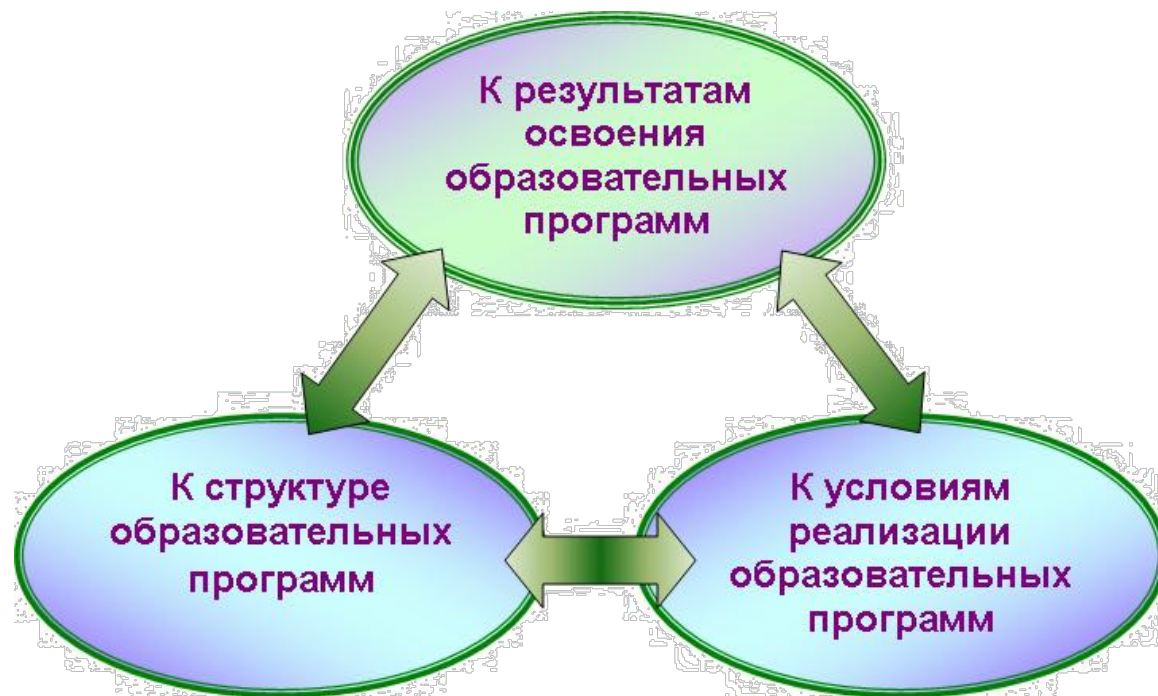 К результатам
освоения
образовательных
программ
К структуре
образовательных
программ
К условиям
реализации
образовательных
программ